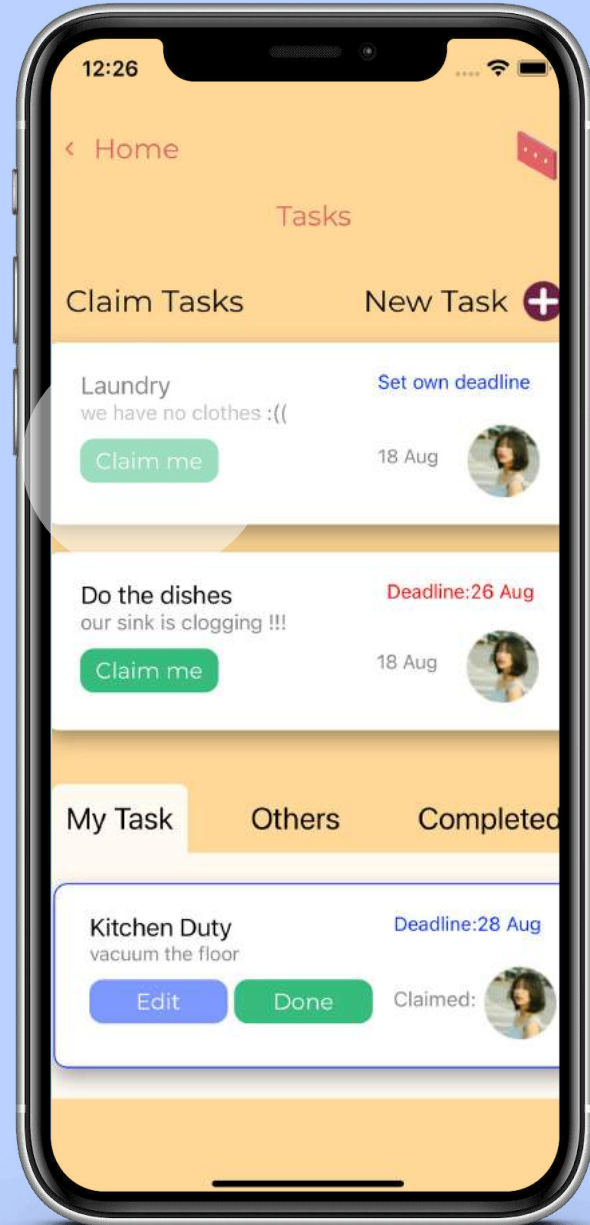 12:26
< Home
Tasks
Claim Tasks
New Task
Laundry
Set own deadline
we have no clothes :((
Claim me
18 Aug
Do the dishes
Deadline:26 Aug
our sink is clogging !!!
Claim me
18 Aug
My Task
Others
Completed
Kitchen Duty
Deadline:28 Aug
vacuum the floor
Edit
Done
Claimed: